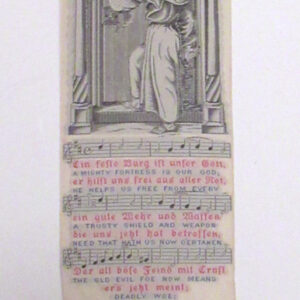 Ein feste Burg ist unser Gott,
A MIGHTY FORTRESS IS OUR GOD,
er hilft uns frei aus aller Not,
HE HELPS US FREE FROM EVERY
ein gute Wehr und Waffen
A TRUSTY SHIELD AND WEAPON
die uns jetzt hat betroffen,
NEED THAT HATH US NOW OERTAKEN
Der alt böse Feind mit Ernst
THE OLD EVIL FOE NOW MEANS
ers jetzt meint;
DEADLY WOE;